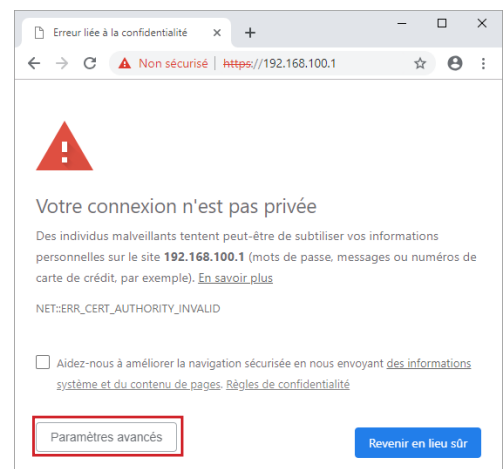 Erreur liée à la confidentialité
Non sécurisé | https://192.168.100.1
Votre connexion n'est pas privée
Des individus malveillants tentent peut-être de subtiliser vos informations
personnelles sur le site 192.168.100.1 (mots de passe, messages ou numéros de
carte de crédit, par exemple). En savoir plus
NET::ERR_CERT_AUTHORITY_INVALID
Aidez-nous à améliorer la navigation sécurisée en nous envoyant des informations
système et du contenu de pages. Règles de confidentialité
Paramètres avancés
Revenir en lieu sûr